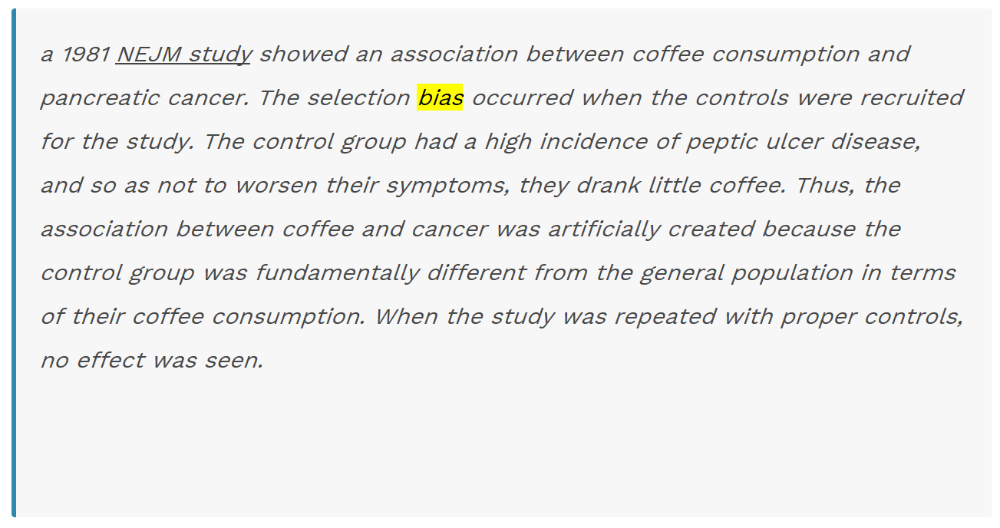 a 1981 NEJM study showed an association between coffee consumption and
pancreatic cancer. The selection bias occurred when the controls were recruited
for the study. The control group had a high incidence of peptic ulcer disease,
and so as not to worsen their symptoms, they drank little coffee. Thus, the
association between coffee and cancer was artificially created because the
control group was fundamentally different from the general population in terms
of their coffee consumption. When the study was repeated with proper controls,
no effect was seen.